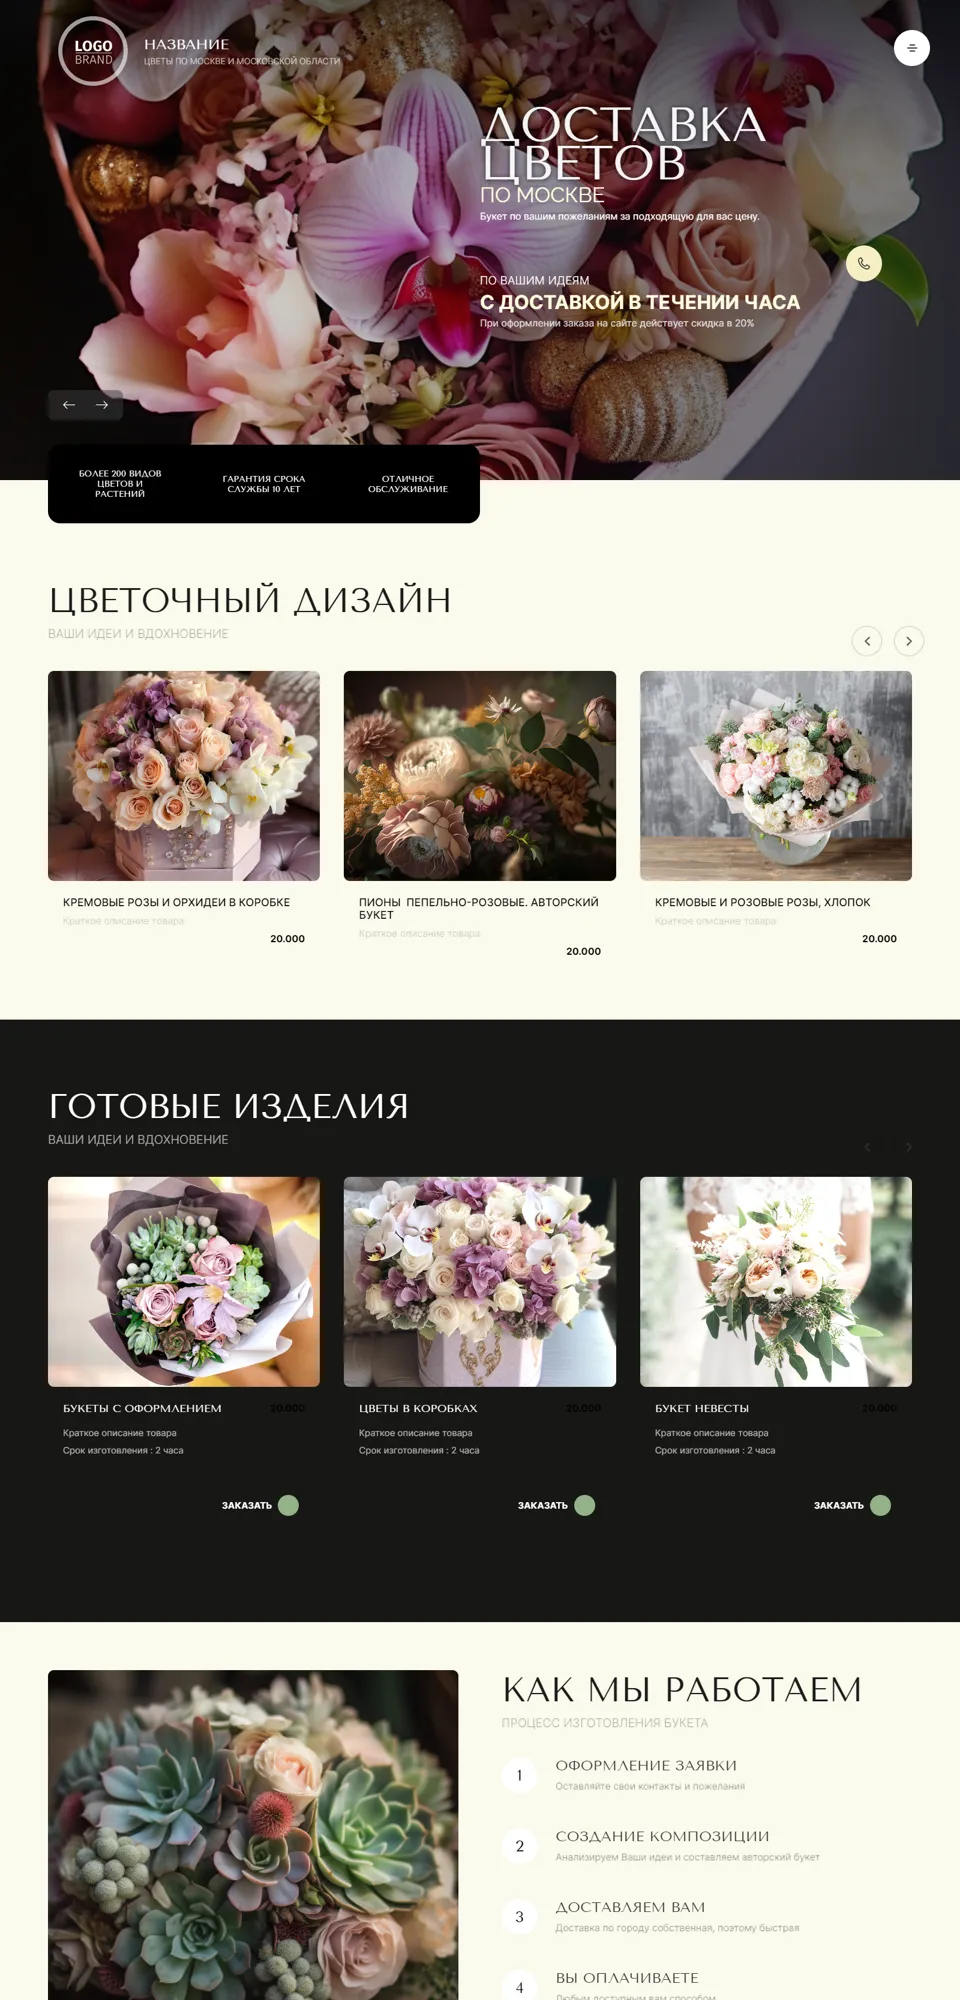 LOGO
BRAND
НАЗВАНИЕ
ЦВЕТЫ ПО МОСКВЕ И МОСКОВСКОЙ ОБЛАСТИ
ДОСТАВКА
ЦВЕТОВ
ПО МОСКВЕ
Букет по вашим пожеланиям за подходящую для вас цену.
ПО ВАШИМ ИДЕЯМ
С ДОСТАВКОЙ В ТЕЧЕНИИ ЧАСА
При оформлении заказа на сайте действует скидка в 20%
БОЛЕЕ 200 ВИДОВ
ЦВЕТОВ И
РАСТЕНИЙ
ГАРАНТИЯ СРОКА
СЛУЖБЫ 10 ЛЕТ
ОТЛИЧНОЕ
ОБСЛУЖИВАНИЕ
ЦВЕТОЧНЫЙ ДИЗАЙН
ВАШИ ИДЕИ И ВДОХНОВЕНИЕ
КРЕМОВЫЕ РОЗЫ И ОРХИДЕИ В КОРОБКЕ
Краткое описание товара
20.000
ПИОНЫ ПЕПЕЛЬНО-РОЗОВЫЕ. АВТОРСКИЙ
БУКЕТ
Краткое описание товара
20.000
КРЕМОВЫЕ И РОЗОВЫЕ РОЗЫ, ХЛОПОК
Краткое описание товара
20.000
ГОТОВЫЕ ИЗДЕЛИЯ
ВАШИ ИДЕИ И ВДОХНОВЕНИЕ
БУКЕТЫ С ОФОРМЛЕНИЕМ 20.000
Краткое описание товара
Срок изготовления : 2 часа
ЗАКАЗАТЬ
ЦВЕТЫ В КОРОБКАХ 20.000
Краткое описание товара
Срок изготовления : 2 часа
ЗАКАЗАТЬ
БУКЕТ НЕВЕСТЫ 20.000
Краткое описание товара
Срок изготовления : 2 часа
ЗАКАЗАТЬ
КАК МЫ РАБОТАЕМ
ПРОЦЕСС ИЗГОТОВЛЕНИЯ БУКЕТА
1
ОФОРМЛЕНИЕ ЗАЯВКИ
Оставляйте свои контакты и пожелания
2
СОЗДАНИЕ КОМПОЗИЦИИ
Анализируем Ваши идеи и составляем авторский букет
3
ДОСТАВЛЯЕМ ВАМ
Доставка по городу собственная, поэтому быстрая
4
ВЫ ОПЛАЧИВАЕТЕ
Любым доступным вам способом